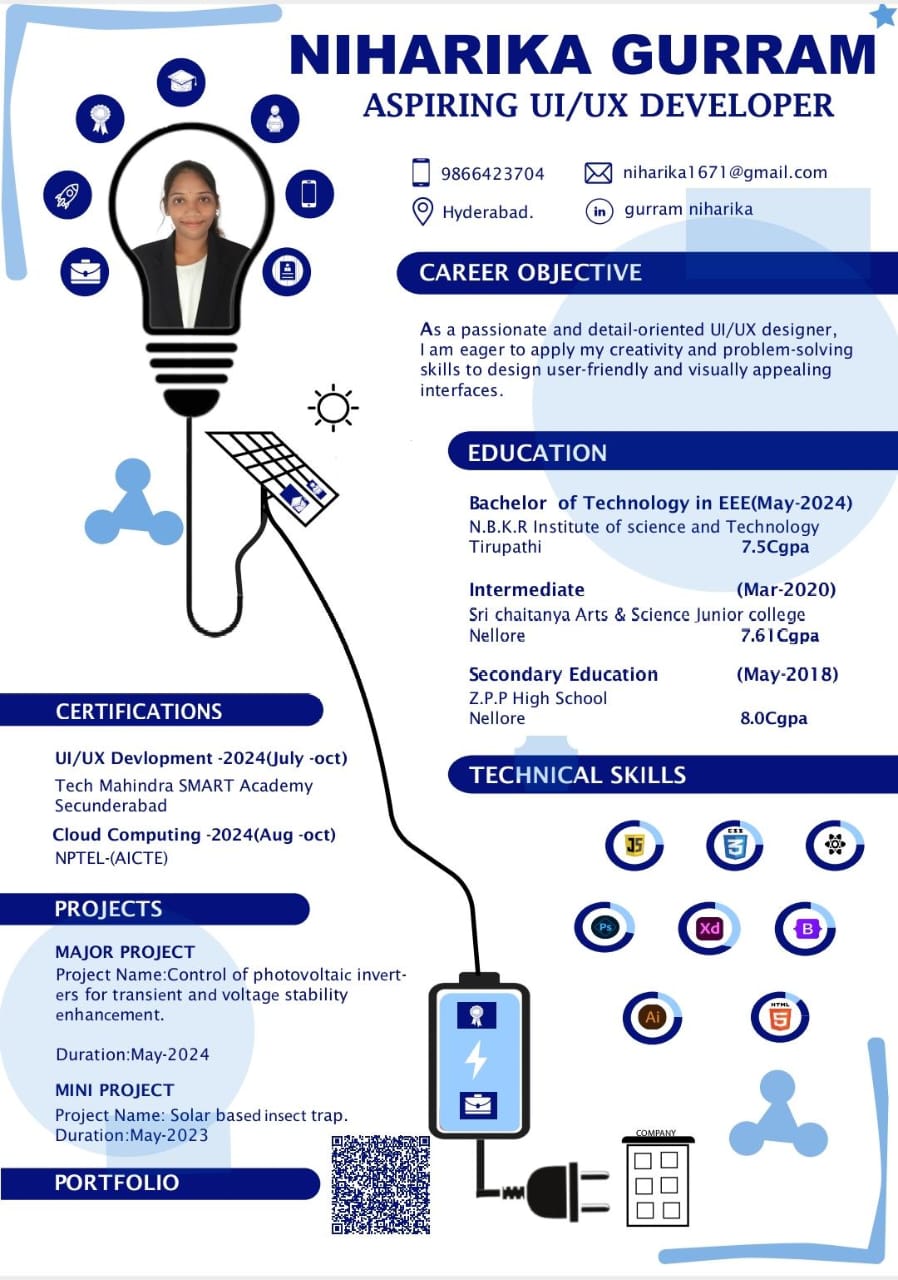 NIHARIKA GURRAM
ASPIRING UI/UX DEVELOPER
9866423704
niharika1671@gmail.com
Hyderabad.
in
gurram niharika
CAREER OBJECTIVE
As a passionate and detail-oriented UI/UX designer,
I am eager to apply my creativity and problem-solving
skills to design user-friendly and visually appealing
interfaces.
EDUCATION
Bachelor of Technology in EEE(May-2024)
N.B.K.R Institute of science and Technology
Tirupathi 7.5Cgpa
Intermediate (Mar-2020)
Sri chaitanya Arts & Science Junior college
Nellore 7.61Cgpa
Secondary Education (May-2018)
Z.P.P High School
Nellore 8.0Cgpa
CERTIFICATIONS
UI/UX Devlopment -2024(July -oct)
Tech Mahindra SMART Academy
Secunderabad
Cloud Computing -2024(Aug -oct)
NPTEL-(AICTE)
PROJECTS
MAJOR PROJECT
Project Name:Control of photovoltaic invert-
ers for transient and voltage stability
enhancement.
Duration:May-2024
MINI PROJECT
Project Name: Solar based insect trap.
Duration:May-2023
PORTFOLIO
TECHNICAL SKILLS
JS
CSS
3
Ps
Xd
B
Ai
HTML
5
COMPANY